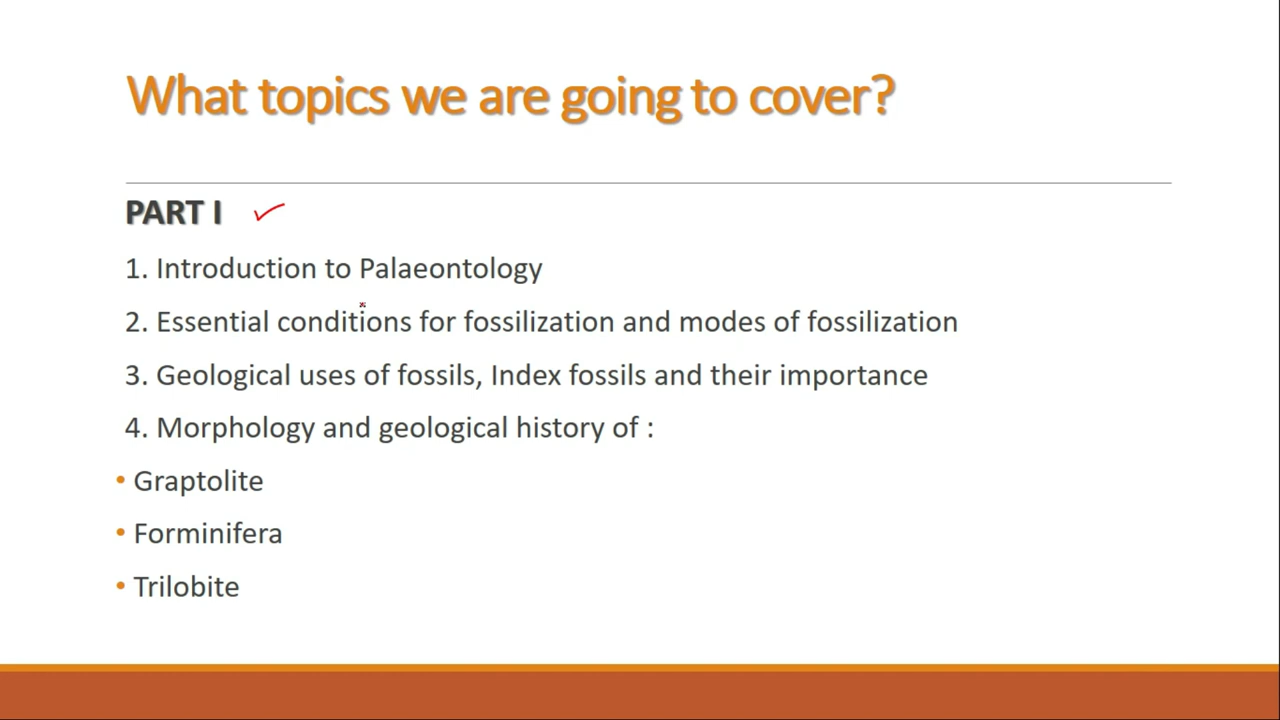 What topics we are going to cover?
PART I
1. Introduction to Palaeontology
2. Essential conditions for fossilization and modes of fossilization
3. Geological uses of fossils, Index fossils and their importance
4. Morphology and geological history of :
• Graptolite
• Forminifera
• Trilobite